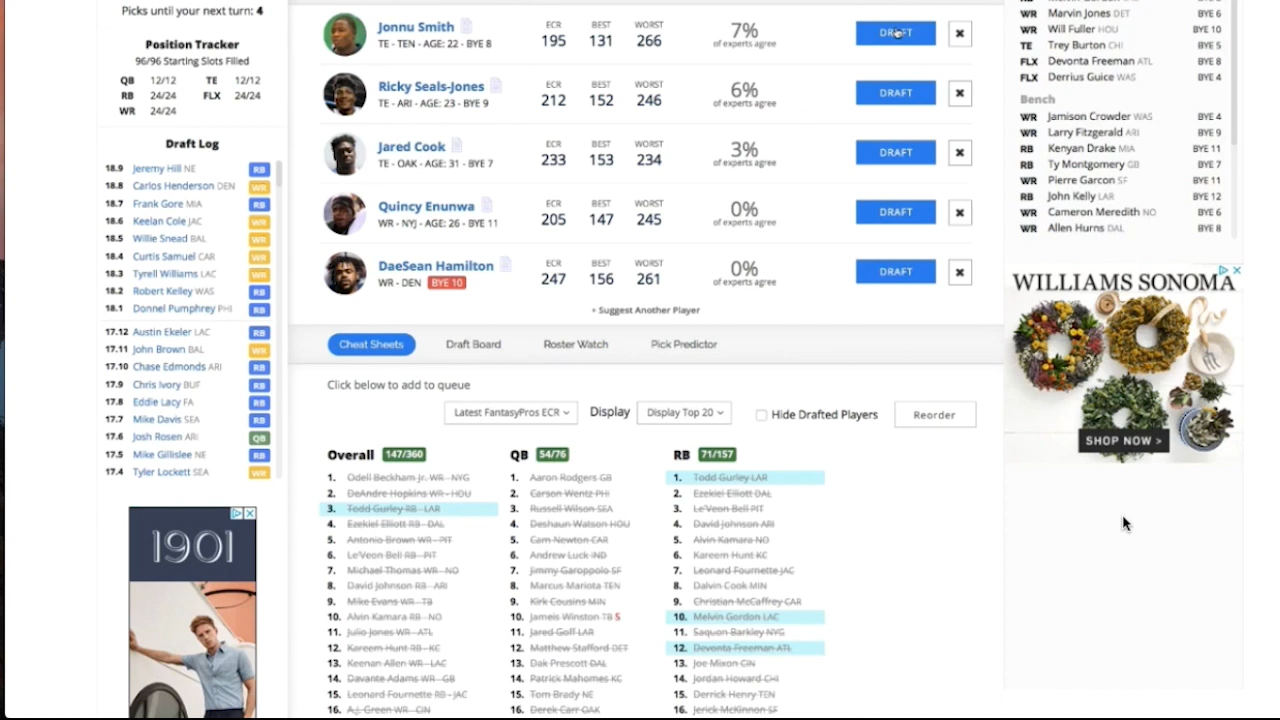 Picks until your next turn: 4
Position Tracker
96/96 Starting Slots Filled
QB 12/12 TE 12/12
RB 24/24 FLX 24/24
WR 24/24
Draft Log
18.9 Jeremy Hill NE RB
18.8 Carlos Henderson DEN WR
18.7 Frank Gore MIA RB
18.6 Keelan Cole JAC WR
18.5 Willie Snead BAL WR
18.4 Curtis Samuel CAR WR
18.3 Tyrell Williams LAC WR
18.2 Robert Kelley WAS RB
18.1 Donnel Pumphrey PHI RB
17.12 Austin Ekeler LAC RB
17.11 John Brown BAL WR
17.10 Chase Edmonds ARI RB
17.9 Chris Ivory BUF RB
17.8 Eddie Lacy FA RB
17.7 Mike Davis SEA RB
17.6 Josh Rosen ARI QB
17.5 Mike Gillislee NE RB
17.4 Tyler Lockett SEA WR
1901
Jonnu Smith
TE - TEN - AGE: 22 - BYE 8
ECR BEST WORST
195 131 266
7%
of experts agree
DRAFT
Ricky Seals-Jones
TE - ARI - AGE: 23 - BYE 9
ECR BEST WORST
212 152 246
6%
of experts agree
DRAFT
Jared Cook
TE - OAK - AGE: 31 - BYE 7
ECR BEST WORST
233 153 234
3%
of experts agree
DRAFT
Quincy Enunwa
WR - NYJ - AGE: 26 - BYE 11
ECR BEST WORST
205 147 245
0%
of experts agree
DRAFT
DaeSean Hamilton
WR - DEN BYE 10
ECR BEST WORST
247 156 261
0%
of experts agree
DRAFT
+ Suggest Another Player
Cheat Sheets Draft Board Roster Watch Pick Predictor
Click below to add to queue
Latest FantasyPros ECR Display Display Top 20 Hide Drafted Players Reorder
Overall 147/360
1. Odell Beckham Jr. WR - NYG
2. DeAndre Hopkins WR - HOU
3. Todd Gurley RB - LAR
4. Ezekiel Elliott RB - DAL
5. Antonio Brown WR - PIT
6. Le'Veon Bell RB - PIT
7. Michael Thomas WR - NO
8. David Johnson RB - ARI
9. Mike Evans WR - TB
10. Alvin Kamara RB - NO
11. Julio Jones WR - ATL
12. Kareem Hunt RB - KC
13. Keenan Allen WR - LAC
14. Davante Adams WR - GB
15. Leonard Fournette RB - JAC
16. A.J. Green WR - CIN
QB 54/76
1. Aaron Rodgers GB
2. Carson Wentz PHI
3. Russell Wilson SEA
4. Deshaun Watson HOU
5. Cam Newton CAR
6. Andrew Luck IND
7. Jimmy Garoppolo SF
8. Marcus Mariota TEN
9. Kirk Cousins MIN
10. Jameis Winston TB S
11. Jared Goff LAR
12. Matthew Stafford DET
13. Dak Prescott DAL
14. Patrick Mahomes KC
15. Tom Brady NE
16. Derek Carr OAK
RB 71/157
1. Todd Gurley LAR
2. Ezekiel Elliott DAL
3. Le'Veon Bell PIT
4. David Johnson ARI
5. Alvin Kamara NO
6. Kareem Hunt KC
7. Leonard Fournette JAC
8. Dalvin Cook MIN
9. Christian McCaffrey CAR
10. Melvin Gordon LAC
11. Saquon Barkley NYG
12. Devonta Freeman ATL
13. Joe Mixon CIN
14. Jordan Howard CHI
15. Derrick Henry TEN
16. Jerick McKinnon SF
WR Marvin Jones DET BYE 6
WR Will Fuller HOU BYE 10
TE Trey Burton CHI BYE 5
FLX Devonta Freeman ATL BYE 8
FLX Derrius Guice WAS BYE 4
Bench
WR Jamison Crowder WAS BYE 4
WR Larry Fitzgerald ARI BYE 9
RB Kenyan Drake MIA BYE 11
RB Ty Montgomery GB BYE 7
WR Pierre Garcon SF BYE 11
RB John Kelly LAR BYE 12
WR Cameron Meredith NO BYE 6
WR Allen Hurns DAL BYE 8
WILLIAMS SONOMA
SHOP NOW >